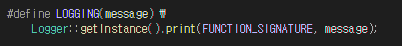 #define LOGGING(message) ₩
Logger::getInstance().print(FUNCTION_SIGNATURE, message);